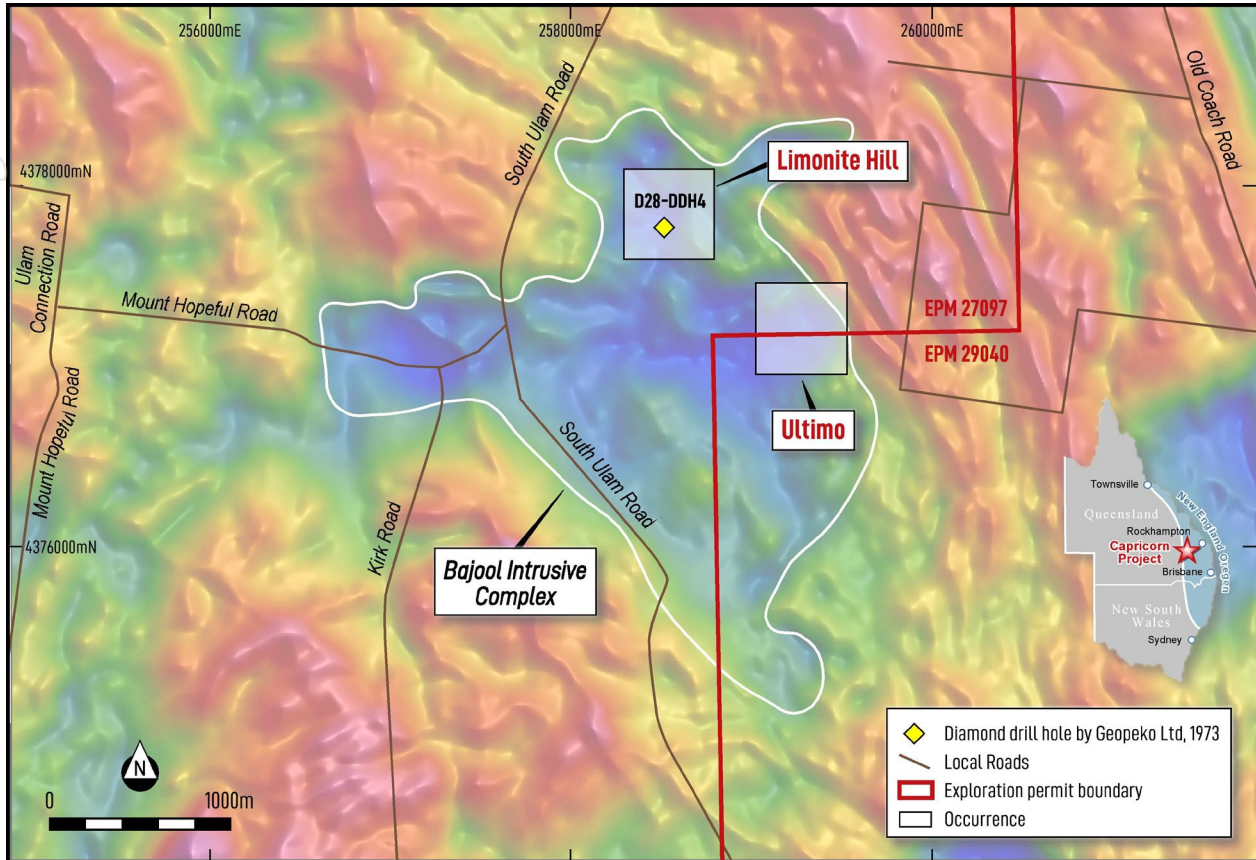 256000mE
258000mE
260000mE
4378000mN
4376000mN
South Ulam Road
Old Coach Road
Limonite Hill
D28-DDH4
Ulam
Connection Road
Mount Hopeful Road
EPM 27097
EPM 29040
Ultimo
Mount Hopeful Road
South Ulam Road
Kirk Road
Bajool Intrusive
Complex
Townsville
Queensland
New England Orogen
Rockhampton
Capricorn
Project
Brisbane
New South
Wales
Sydney
N
0
1000m
Diamond drill hole by Geopeko Ltd, 1973
Local Roads
Exploration permit boundary
Occurrence